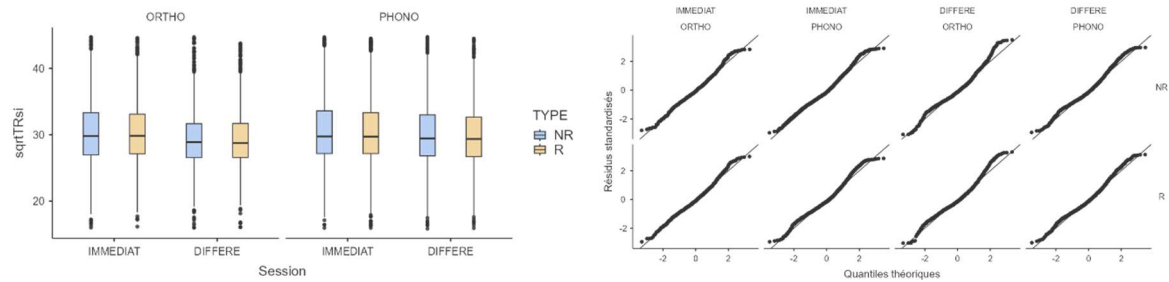 ORTHO PHONO
sqrtTRsi
40
30
20
IMMEDIAT DIFFERE IMMEDIAT DIFFERE
Session
TYPE
NR
R
IMMEDIAT IMMEDIAT DIFFERE DIFFERE
ORTHO PHONO ORTHO PHONO
Résidus standardisés
2
0
-2
NR
2
0
-2
R
-2 0 2 -2 0 2 -2 0 2 -2 0 2
Quantiles théoriques